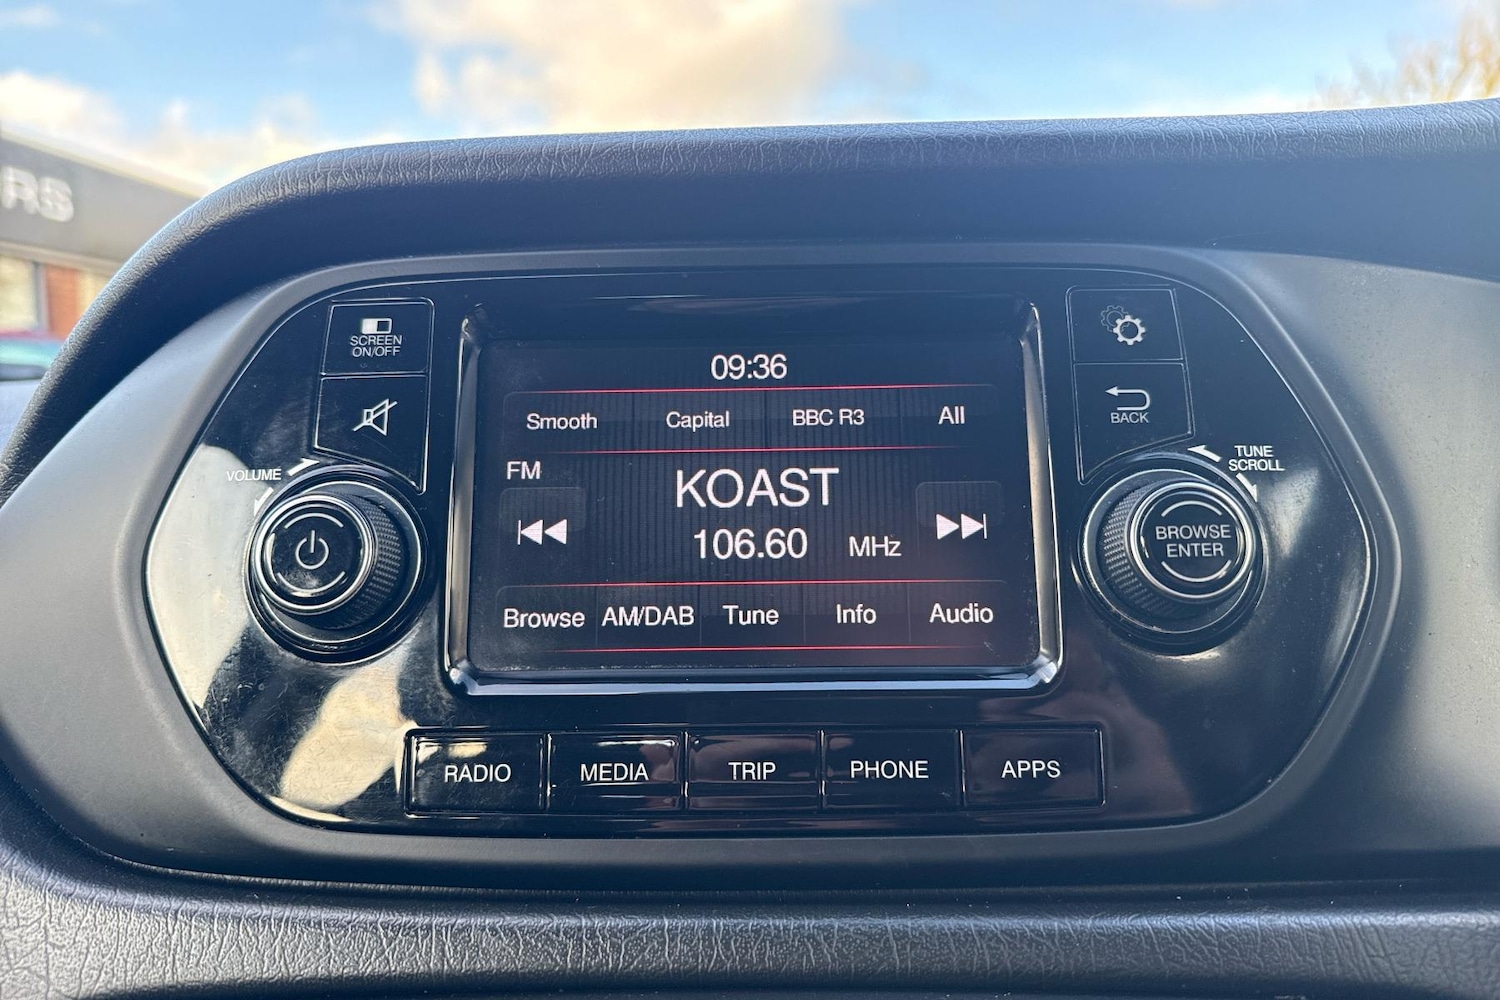 RS
SCREEN
ON/OFF
VOLUME
09:36
Smooth Capital BBC R3 All
FM
KOAST
106.60 MHz
Browse AM/DAB Tune Info Audio
BACK
TUNE
SCROLL
BROWSE
ENTER
RADIO MEDIA TRIP PHONE APPS